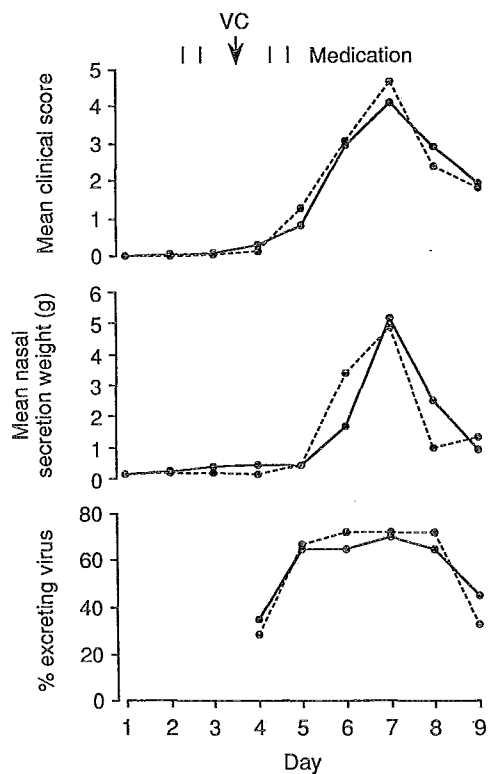 VC
Medication
Mean clinical score
5
4
3
2
1
0
Mean nasal
secretion weight (g)
6
5
4
3
2
1
0
% excreting virus
80
60
40
20
0
1 2 3 4 5 6 7 8 9
Day